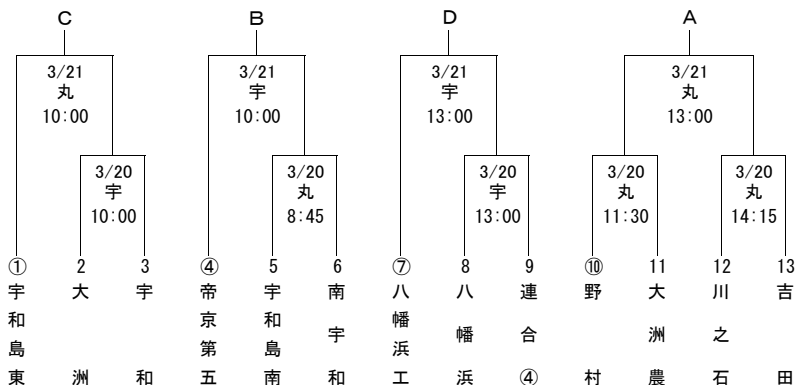 C B D A
3/21 3/21 3/21 3/21
丸 宇 宇 丸
10:00 10:00 13:00 13:00
3/20 3/20 3/20 3/20 3/20
宇 丸 宇 丸 丸
10:00 8:45 13:00 11:30 14:15
① 2 3 ④ 5 6 ⑦ 8 9 ⑩ 11 12 13
宇和島東
大洲
宇和
帝京第五
宇和島南
南宇和
八幡浜工
八幡浜
連合④
野村
大洲農
川之石
吉田